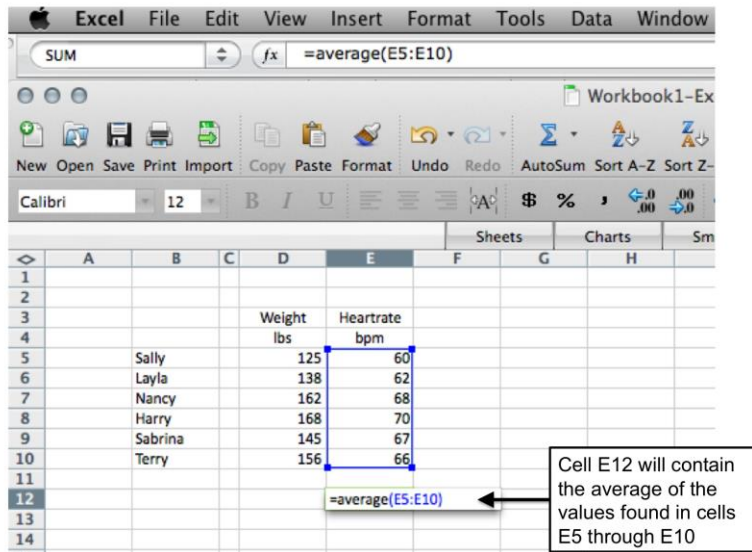 Excel File Edit View Insert Format Tools Data Window
SUM fx =average(E5:E10)
Workbook1-Ex
New Open Save Print Import Copy Paste Format Undo Redo AutoSum Sort A-Z Sort Z-
Calibri 12 B I U A $ % , .0 .00 .00 .0
Sheets Charts Sm
A B C D E F G H
1
2
3 Weight Heartrate
4 lbs bpm
5 Sally 125 60
6 Layla 138 62
7 Nancy 162 68
8 Harry 168 70
9 Sabrina 145 67
10 Terry 156 66
11
12 =average(E5:E10)
13
14
Cell E12 will contain
the average of the
values found in cells
E5 through E10